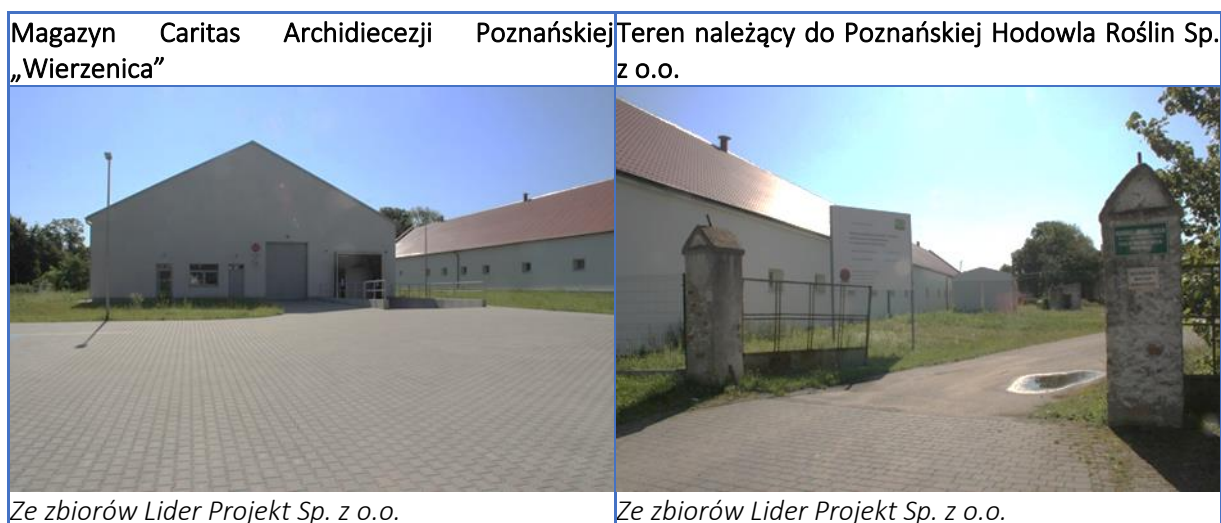 Magazyn Caritas Archidiecezji Poznańskiej
„Wierzenica”
Teren należący do Poznańskiej Hodowla Roślin Sp.
z o.o.
Ze zbiorów Lider Projekt Sp. z o.o.
Ze zbiorów Lider Projekt Sp. z o.o.